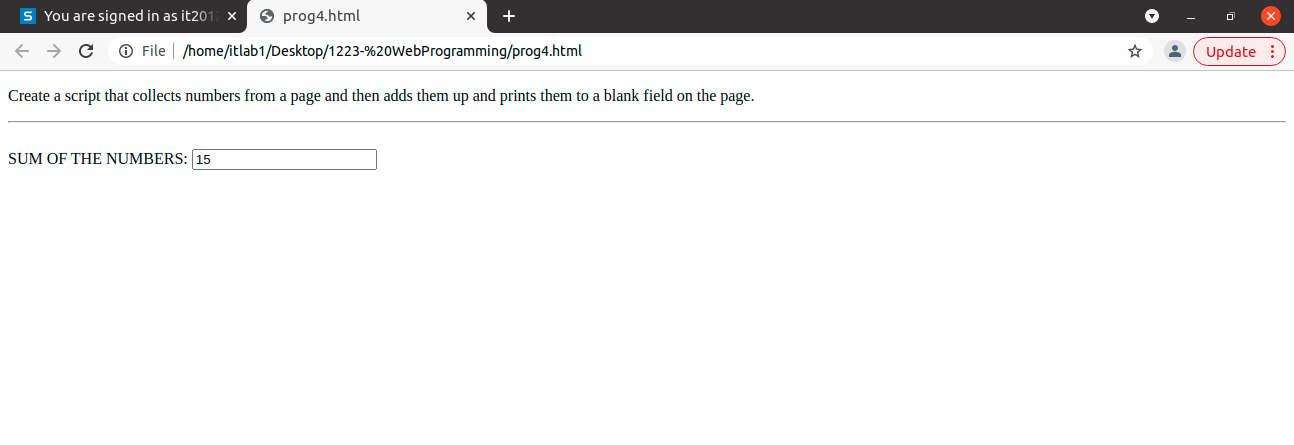 You are signed in as it201
prog4.html
File
/home/itlab1/Desktop/1223-%20WebProgramming/prog4.html
Update
Create a script that collects numbers from a page and then adds them up and prints them to a blank field on the page.
SUM OF THE NUMBERS: 15